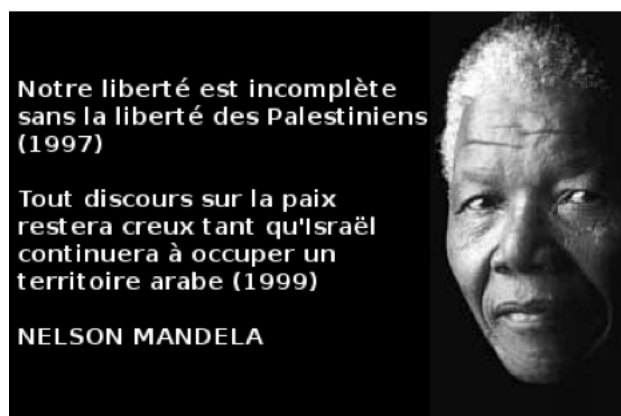 Notre liberté est incomplète
sans la liberté des Palestiniens
(1997)
Tout discours sur la paix
restera creux tant qu'Israël
continuera à occuper un
territoire arabe (1999)
NELSON MANDELA